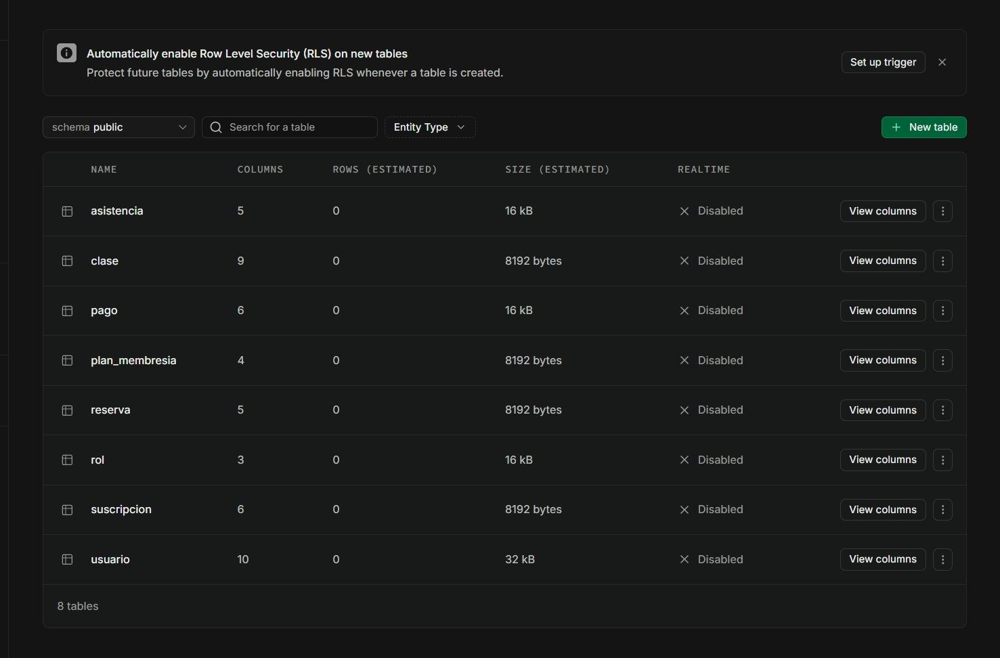 Automatically enable Row Level Security (RLS) on new tables
Protect future tables by automatically enabling RLS whenever a table is created.
Set up trigger
schema public
Search for a table
Entity Type
New table
NAME COLUMNS ROWS (ESTIMATED) SIZE (ESTIMATED) REALTIME
asistencia 5 0 16 kB Disabled View columns
clase 9 0 8192 bytes Disabled View columns
pago 6 0 16 kB Disabled View columns
plan_membresia 4 0 8192 bytes Disabled View columns
reserva 5 0 8192 bytes Disabled View columns
rol 3 0 16 kB Disabled View columns
suscripcion 6 0 8192 bytes Disabled View columns
usuario 10 0 32 kB Disabled View columns
8 tables